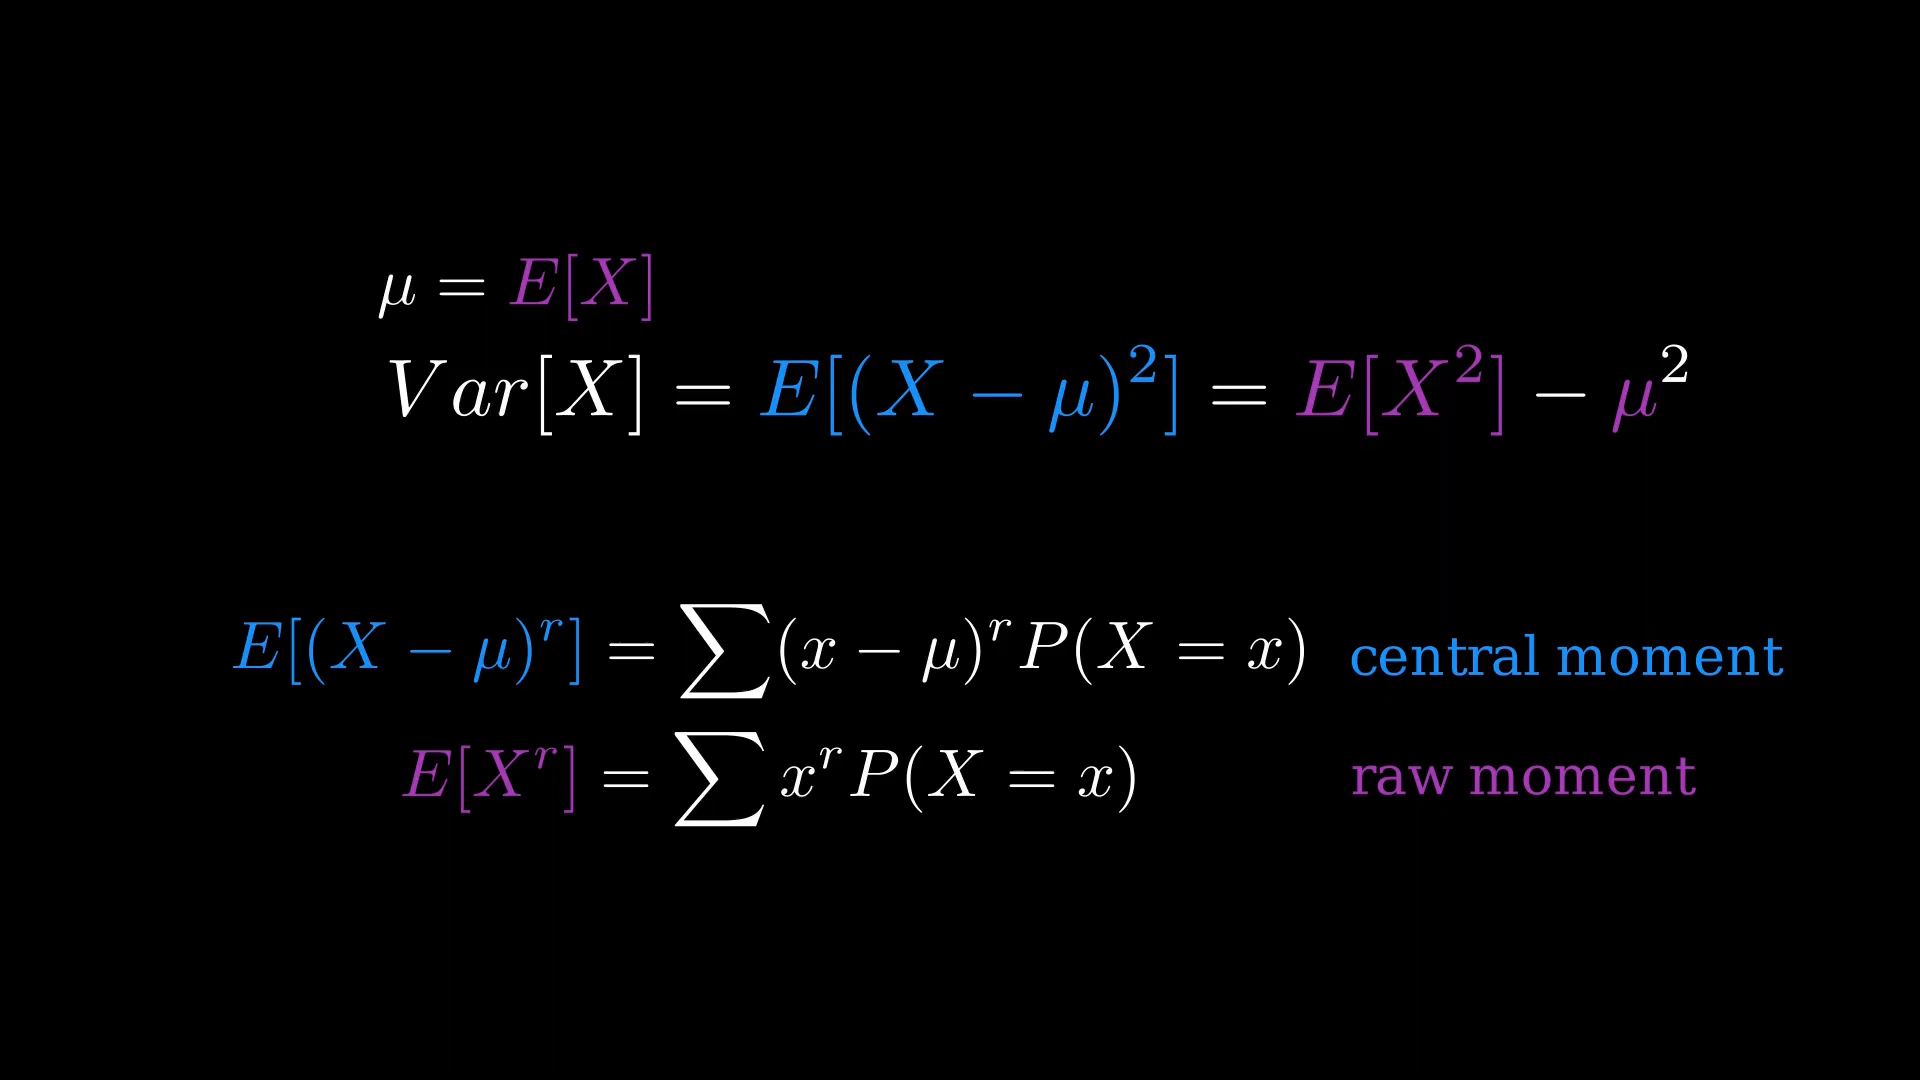 μ = E[X]
Var[X] = E[(X − μ)²] = E[X²] − μ²
E[(X − μ)ʳ] = ∑(x − μ)ʳ P(X = x) central moment
E[Xʳ] = ∑ xʳ P(X = x) raw moment